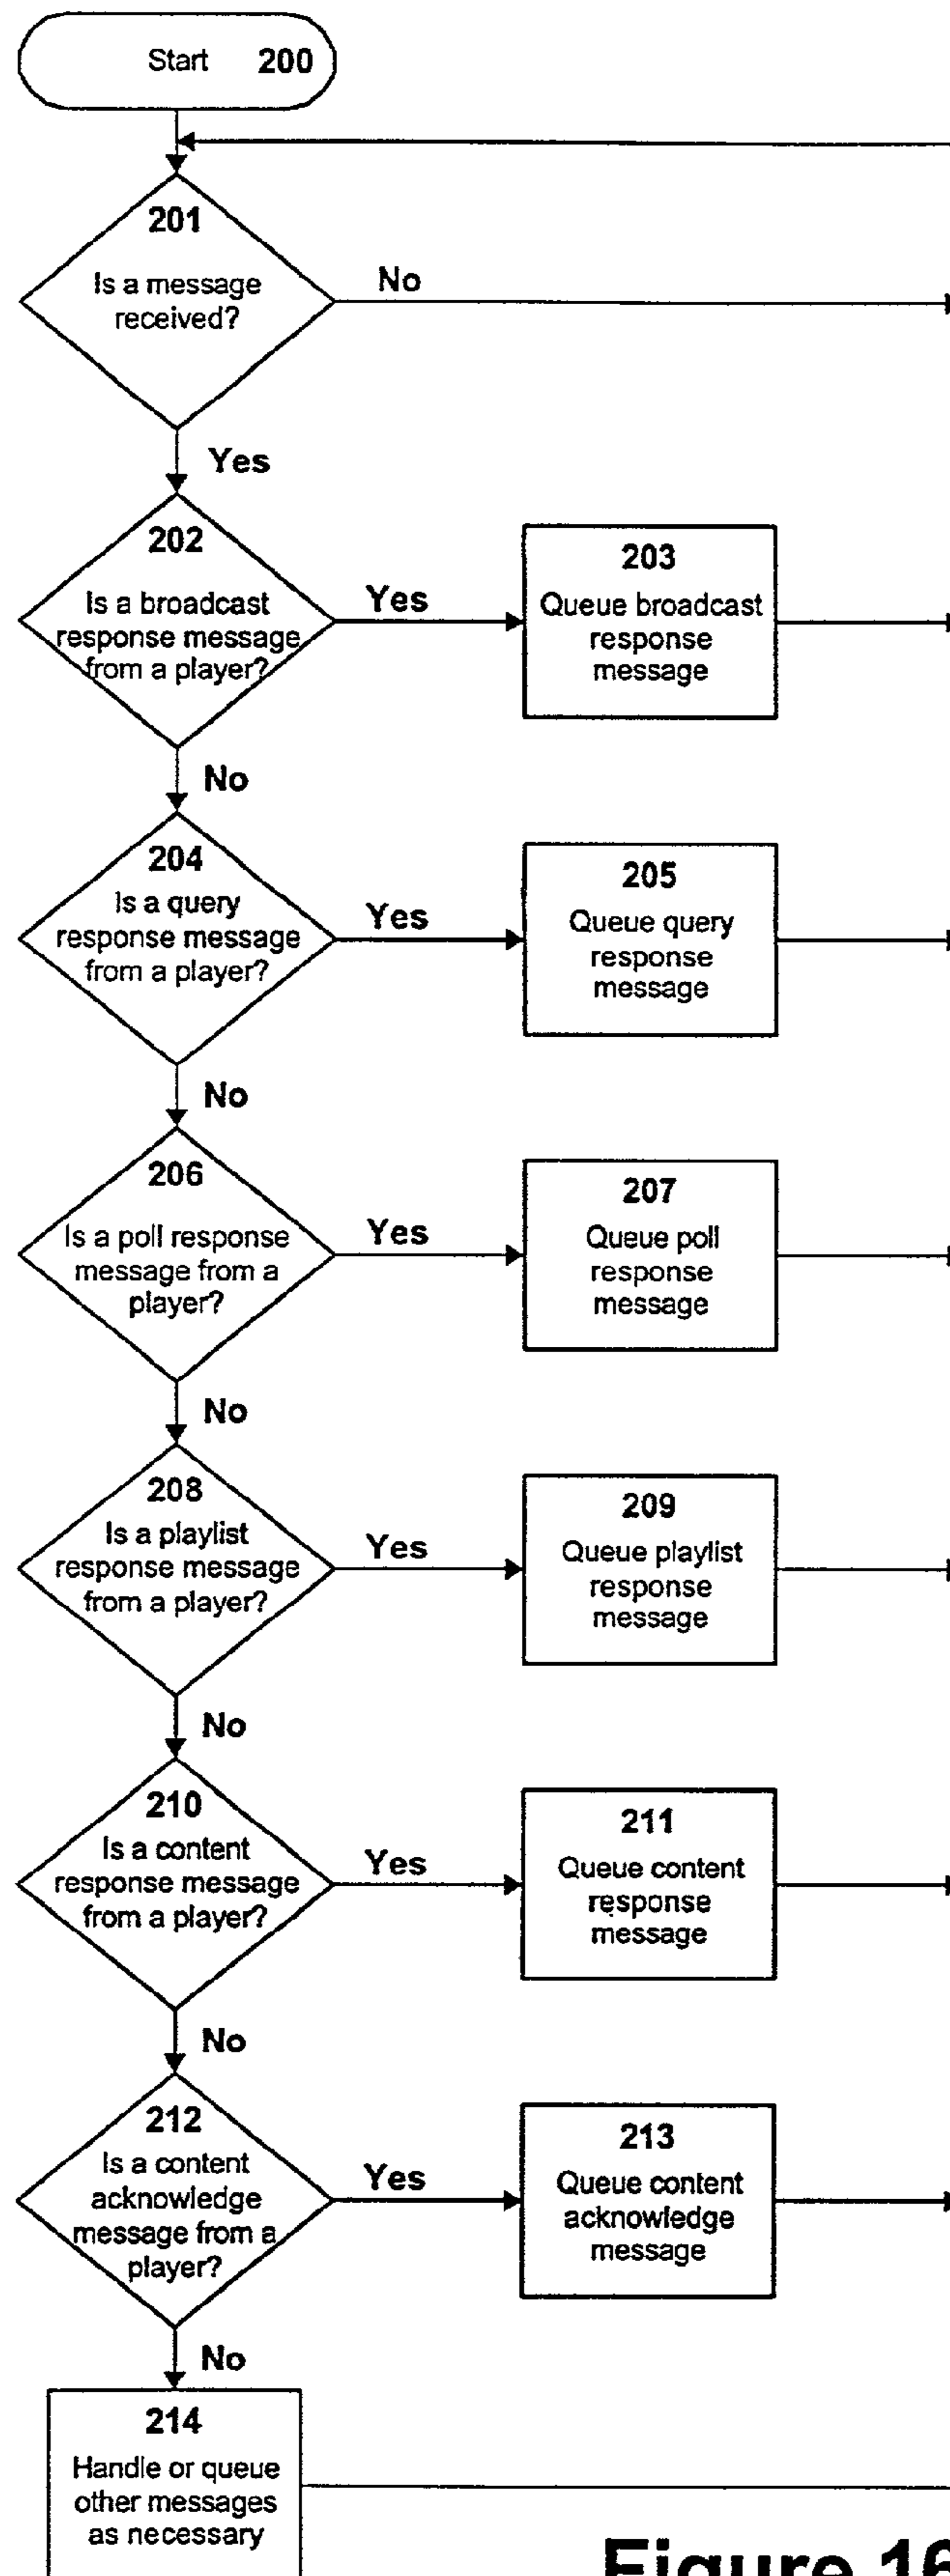 Start 200
201
Is a message
received?
No
Yes
202
Is a broadcast
response message
from a player?
Yes
203
Queue broadcast
response
message
No
204
Is a query
response message
from a player?
Yes
205
Queue query
response
message
No
206
Is a poll response
message from a
player?
Yes
207
Queue poll
response
message
No
208
Is a playlist
response message
from a player?
Yes
209
Queue playlist
response
message
No
210
Is a content
response message
from a player?
Yes
211
Queue content
response
message
No
212
Is a content
acknowledge
message from a
player?
Yes
213
Queue content
acknowledge
message
No
214
Handle or queue
other messages
as necessary
Figure 16